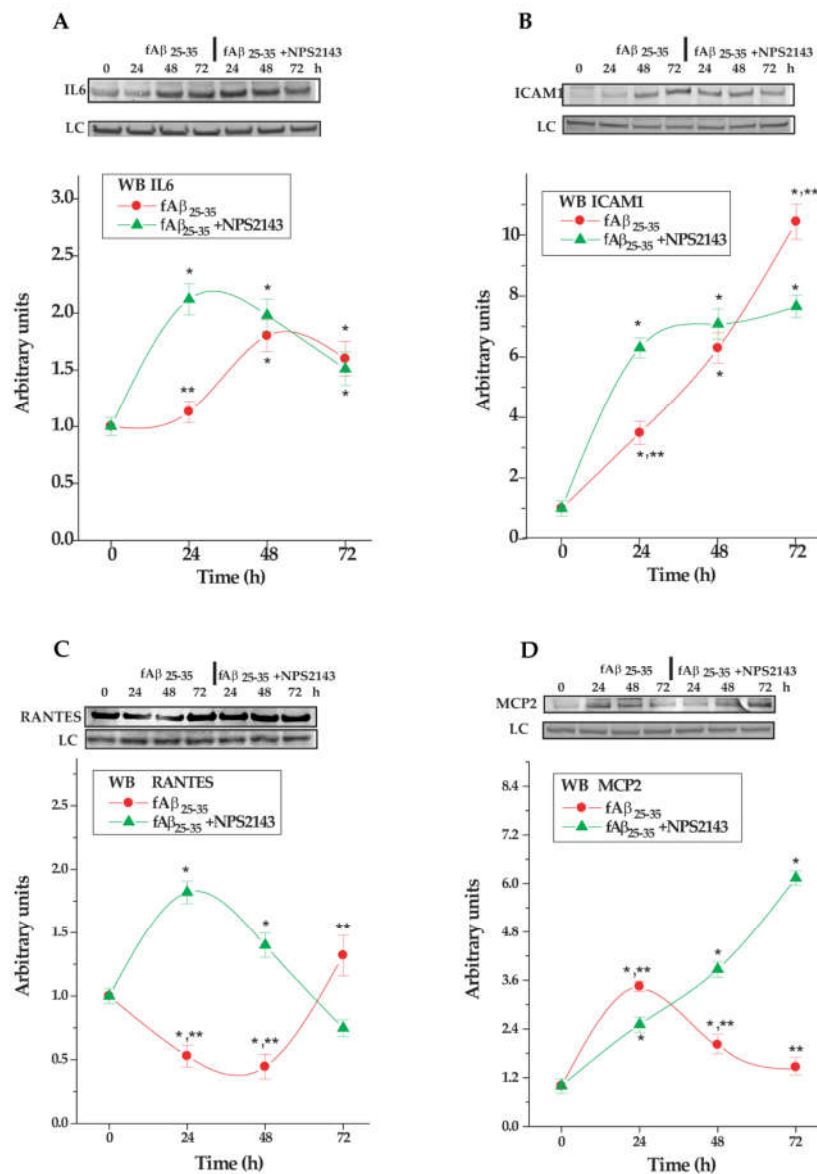 A
fAβ 25-35 | fAβ 25-35 +NPS2143
0 24 48 72 24 48 72 h
IL6
LC
WB IL6
fAβ25-35
fAβ25-35 +NPS2143
3.0
2.5
2.0
1.5
1.0
0.5
0.0
Arbitrary units
* *
** * * *
0 24 48 72
Time (h)
B
fAβ 25-35 | fAβ 25-35 +NPS2143
0 24 48 72 24 48 72 h
ICAM1
LC
WB ICAM1
fAβ25-35
fAβ25-35 +NPS2143
10
8
6
4
2
0
Arbitrary units
*,**
* * *
*
*,**
0 24 48 72
Time (h)
C
fAβ 25-35 | fAβ 25-35 +NPS2143
0 24 48 72 24 48 72 h
RANTES
LC
WB RANTES
fAβ25-35
fAβ25-35 +NPS2143
2.5
2.0
1.5
1.0
0.5
0.0
Arbitrary units
* * **
*,** *,**
0 24 48 72
Time (h)
D
fAβ 25-35 | fAβ 25-35 +NPS2143
0 24 48 72 24 48 72 h
MCP2
LC
WB MCP2
fAβ25-35
fAβ25-35 +NPS2143
8.4
7.2
6.0
4.8
3.6
2.4
1.2
0.0
Arbitrary units
*
*,** *
* *,** **
0 24 48 72
Time (h)